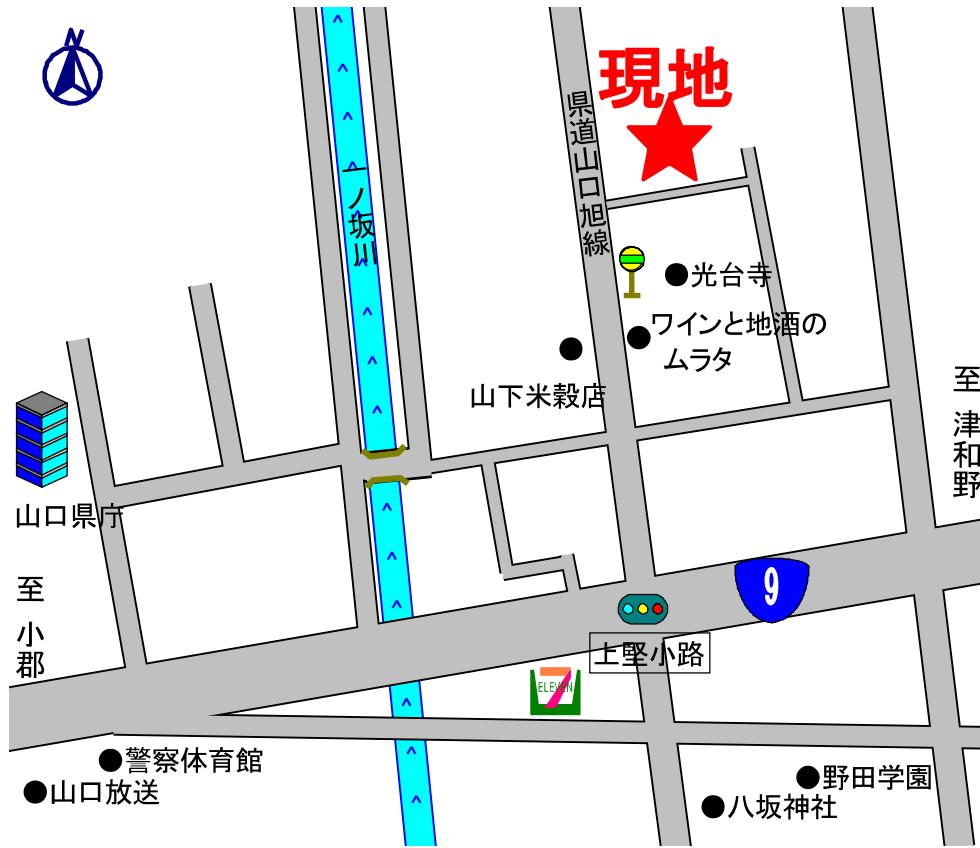 N
現地
県道山口旭線
一ノ坂川
光台寺
ワインと地酒の
ムラタ
山下米穀店
至 津和野
山口県庁
至 小郡
9
上竪小路
7
ELEVEN
警察体育館
山口放送
野田学園
八坂神社